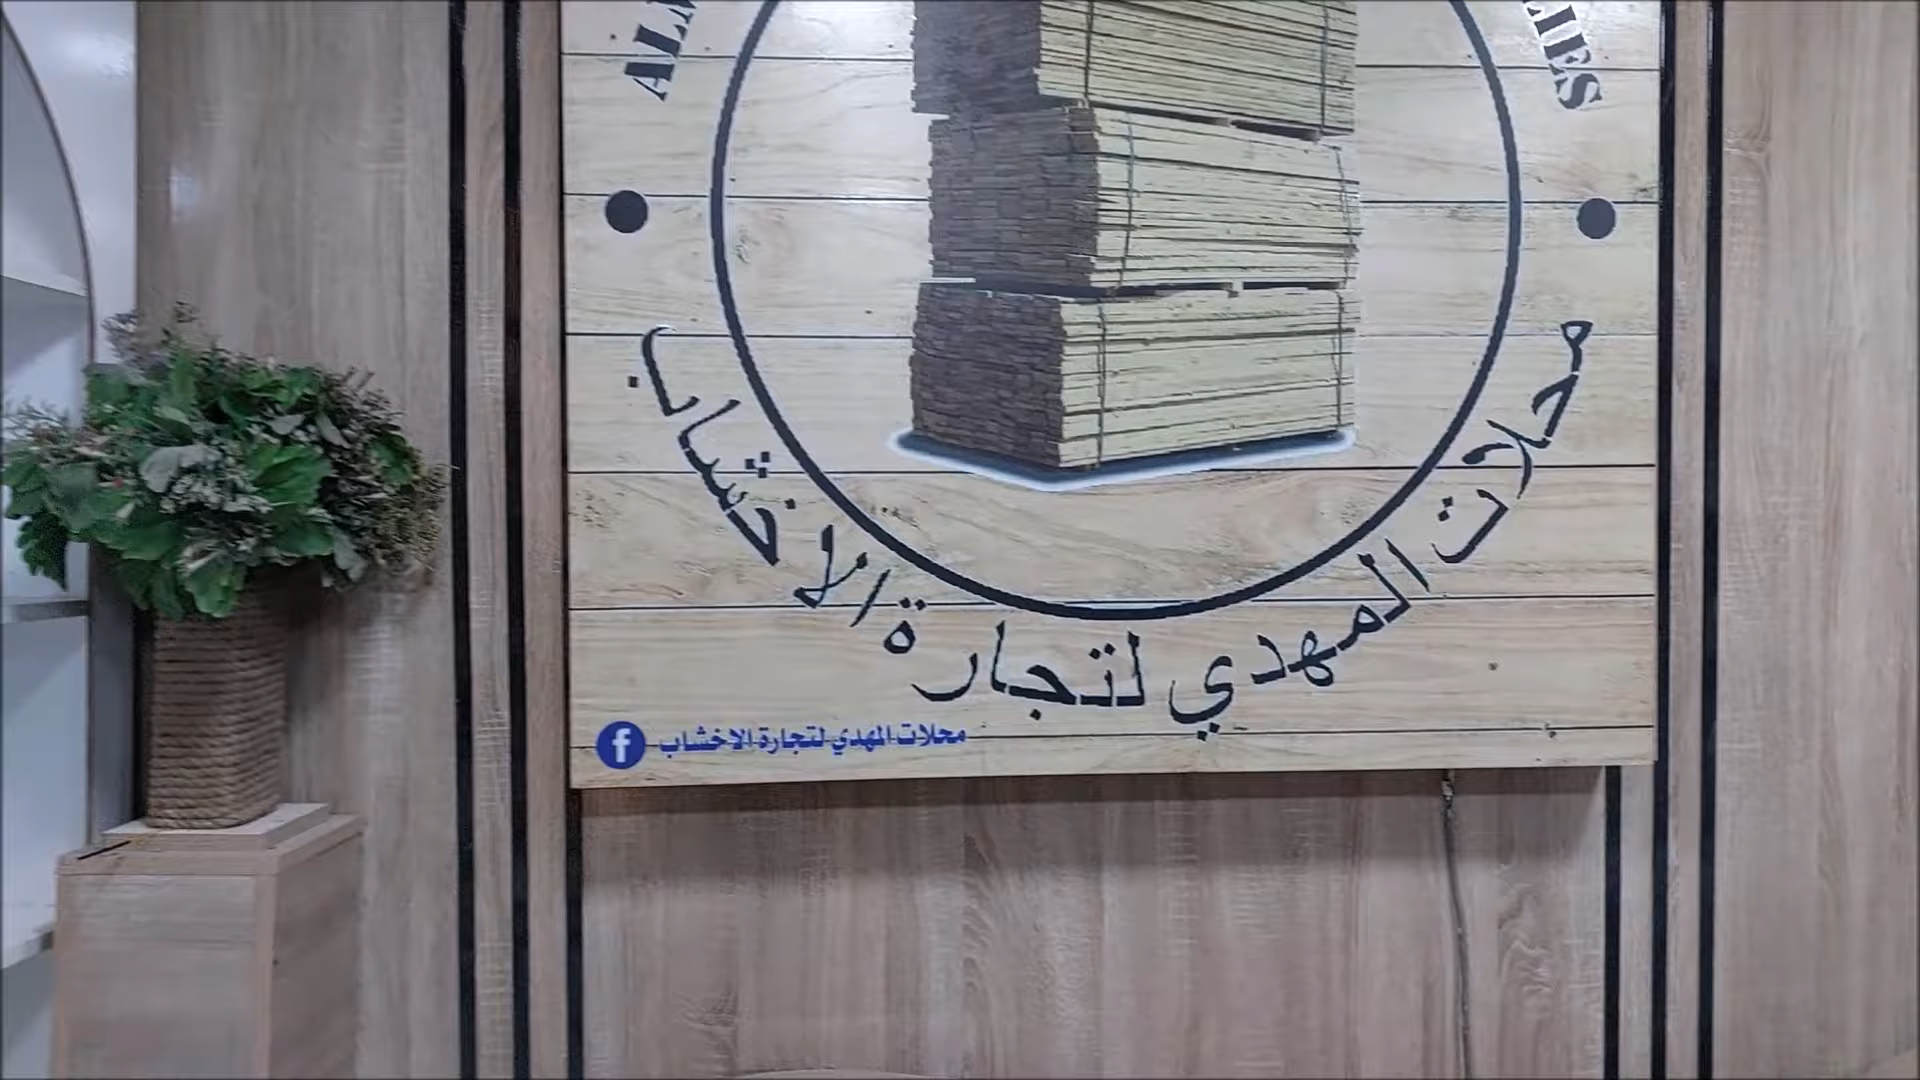 محلات المهدي لتجارة الاخشاب
f محلات المهدي لتجارة الاخشاب